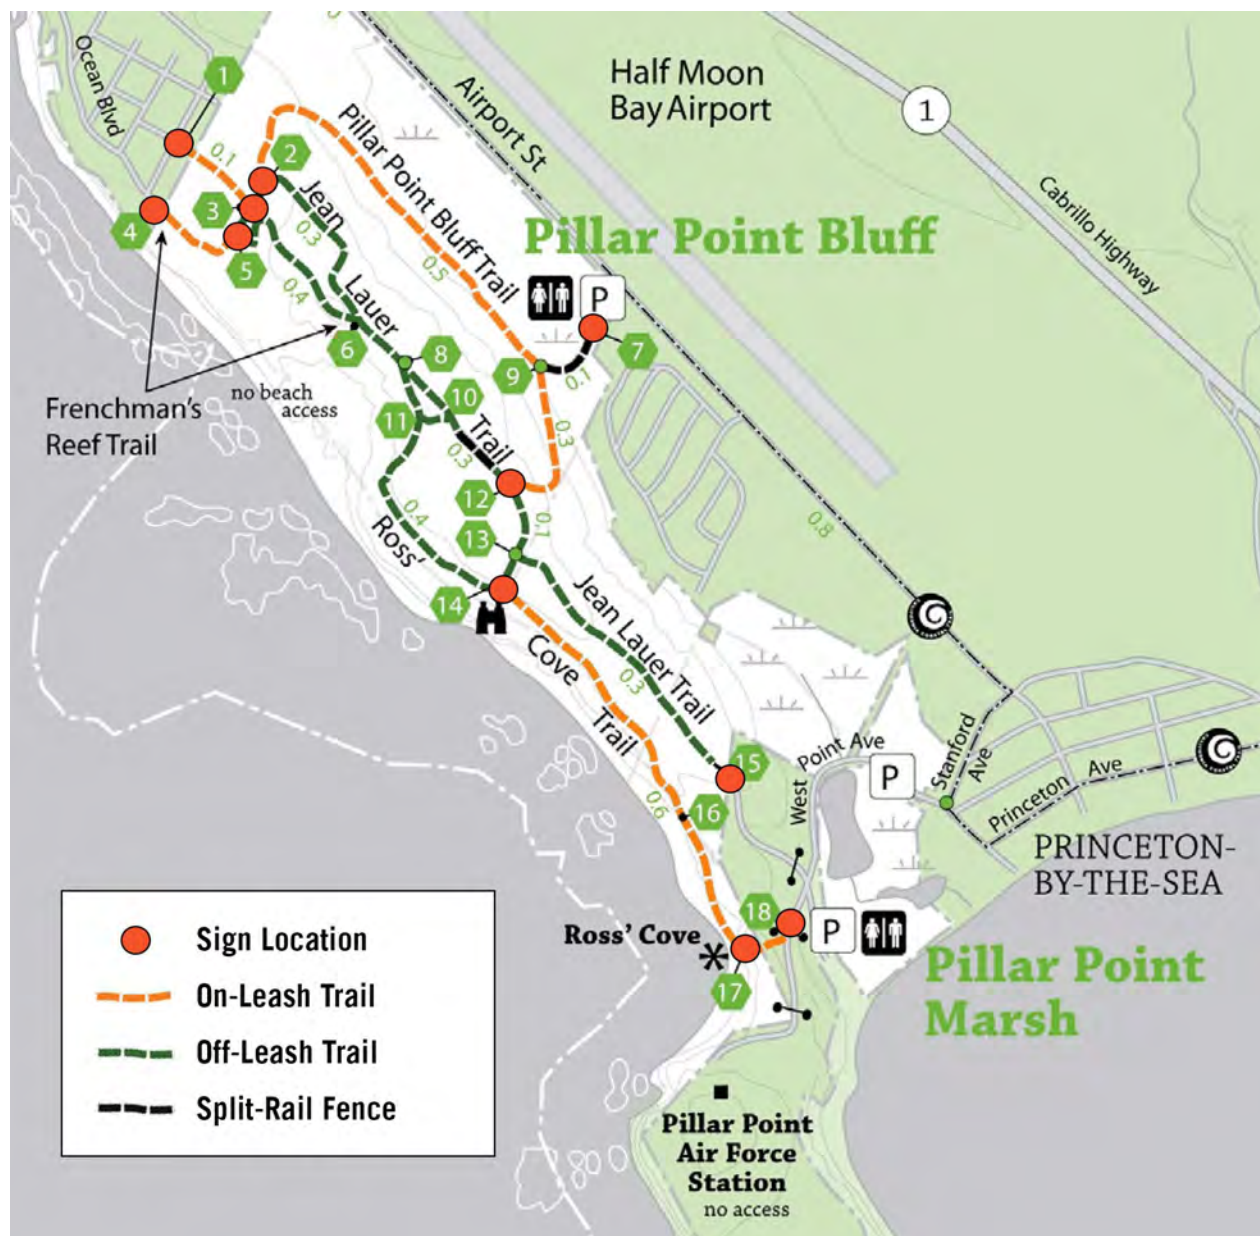 Ocean Blvd
1
0.1
2
3
4
5
Jean
0.3
0.4
Lauer
6
Frenchman's
Reef Trail
no beach
access
Pillar Point Bluff Trail
0.5
Airport St
Half Moon
Bay Airport
1
Cabrillo Highway
Pillar Point Bluff
P
7
8
9
0.1
10
11
Trail
0.3
0.3
12
0.4
Ross'
13
0.1
14
0.8
Cove
Trail
Jean Lauer Trail
0.3
C
15
16
0.6
West
Point Ave
P
Stanford
Ave
Princeton Ave
C
PRINCETON-
BY-THE-SEA
18
P
Ross' Cove
17
Pillar Point
Marsh
Sign Location
On-Leash Trail
Off-Leash Trail
Split-Rail Fence
Pillar Point
Air Force
Station
no access